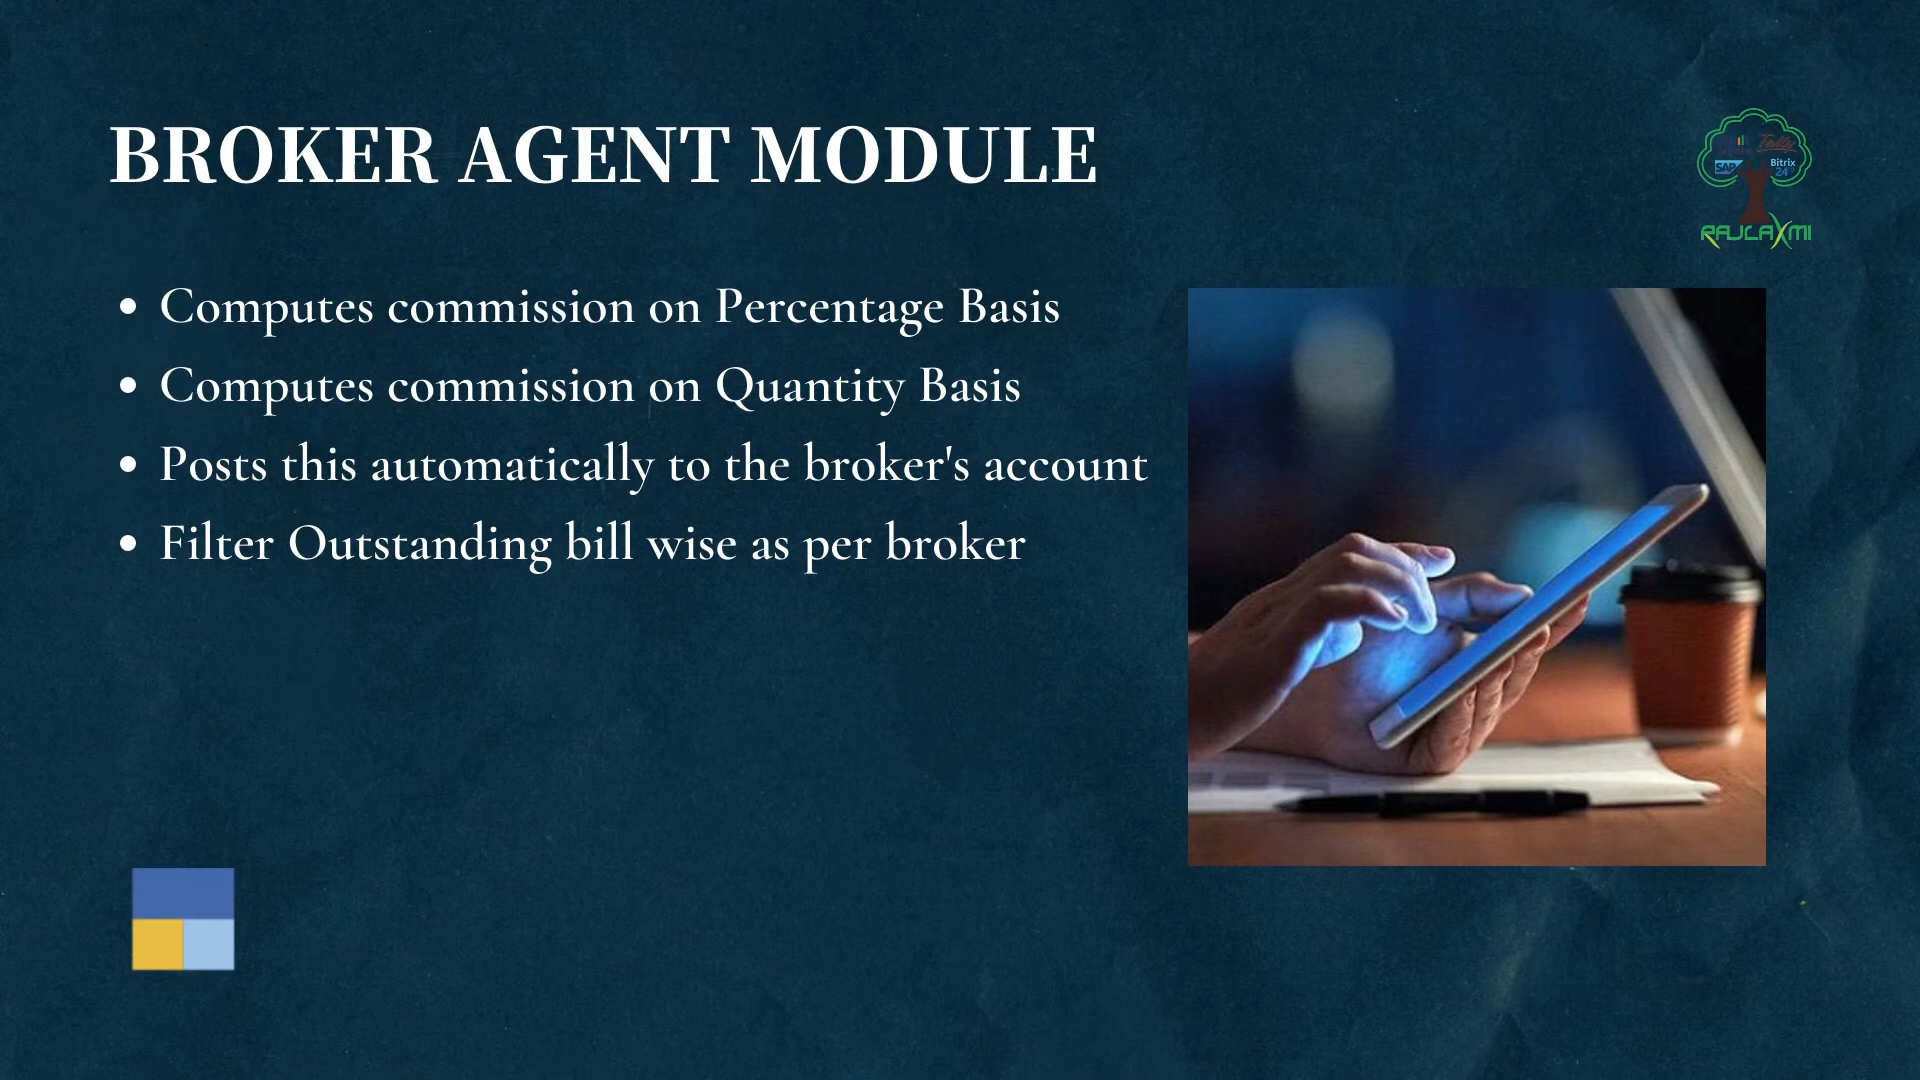 BROKER AGENT MODULE
Tally
SAP
Bitrix
24
RAJLAXMI
Computes commission on Percentage Basis
Computes commission on Quantity Basis
Posts this automatically to the broker's account
Filter Outstanding bill wise as per broker